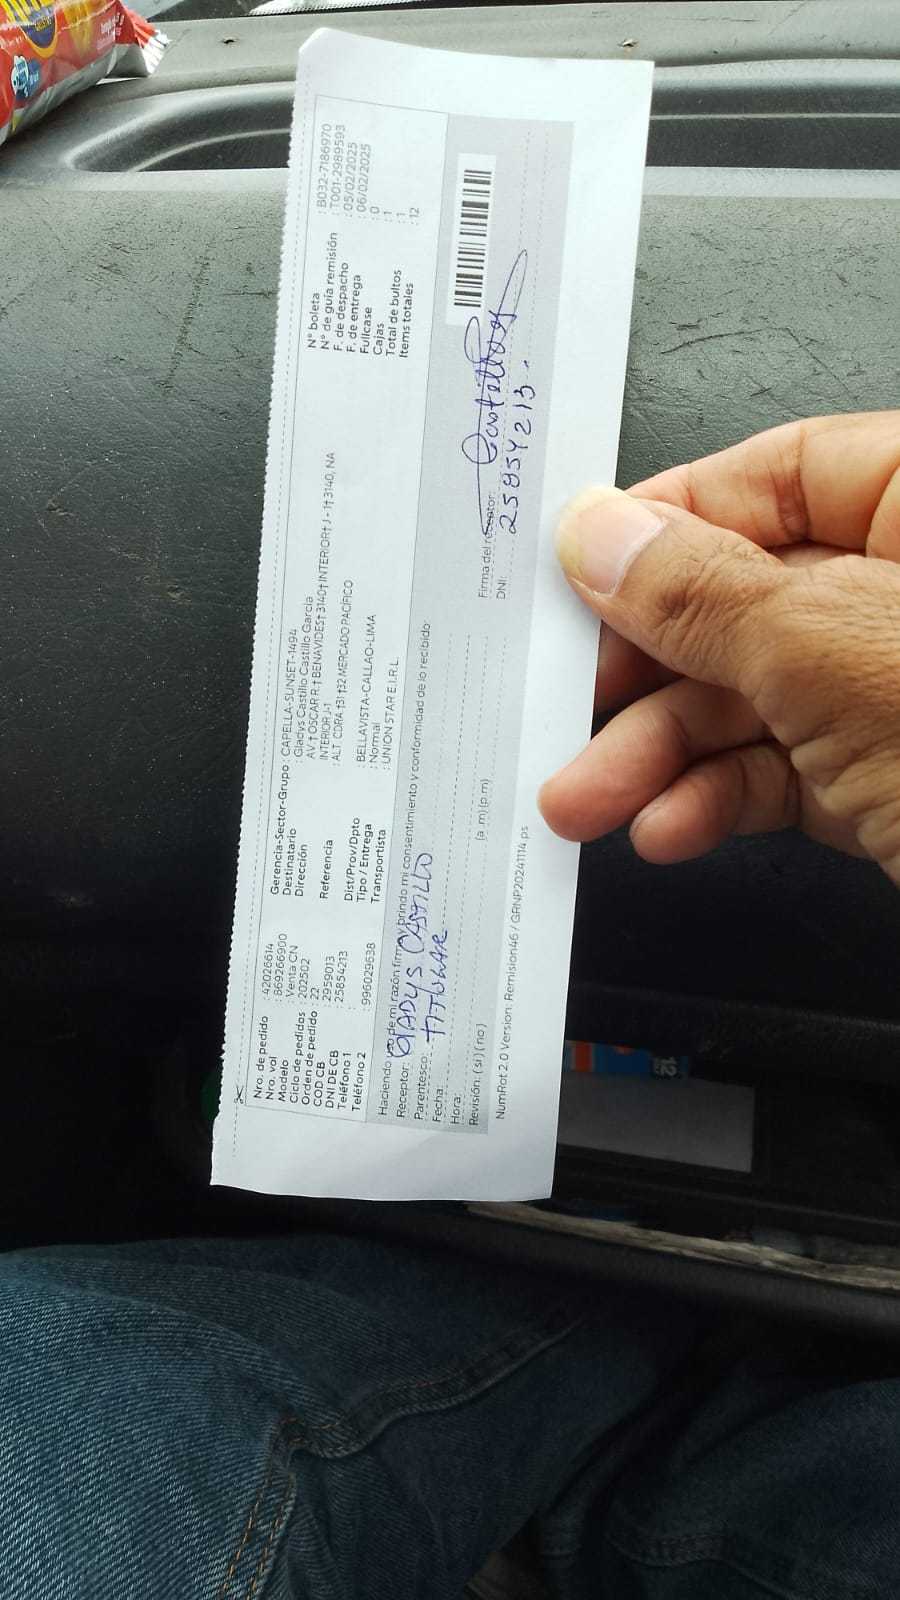 Nro. de pedido : 42026614
Nro. vol : 869266900
Modelo Venta CN
Ciclo de pedidos : 202502
Orden de pedido : 22
COD CB : 2959013
DNI DE CB : 25854213
Teléfono 1 :
Teléfono 2 : 996029638
Gerencia-Sector-Grupo : CAPELLA-SUNSET-1494
Destinatario : Gladys Castillo Garcia
Dirección AV † OSCAR R. † BENAVIDES† 3140† INTERIOR† J - 1† 3140, NA
INTERIOR J-1
Referencia : ALT CDRA †31 †32 MERCADO PACÍFICO
Dist/Prov/Dpto : BELLAVISTA-CALLAO-LIMA
Tipo / Entrega : Normal
Transportista : UNION STAR E.I.R.L.
N° boleta : B032-7186970
N° de guía remisión : T001-2989593
F. de despacho : 05/02/2025
F. de entrega : 06/02/2025
Fullcase : 0
Cajas : 1
Total de bultos : 1
Items totales : 12
Haciendo uso de mi razón firmo y brindo mi consentimiento y conformidad de lo recibido
Receptor: GLADYS CASTILLO
Parentesco: TITULAR
Fecha:
Hora: (a .m) (p.m)
Revisión: ( sí ) ( no )
Firma del receptor: Castillo
DNI: 25854213.
NumRot 2.0 Version: Remision46 / GRNP20241114 ps